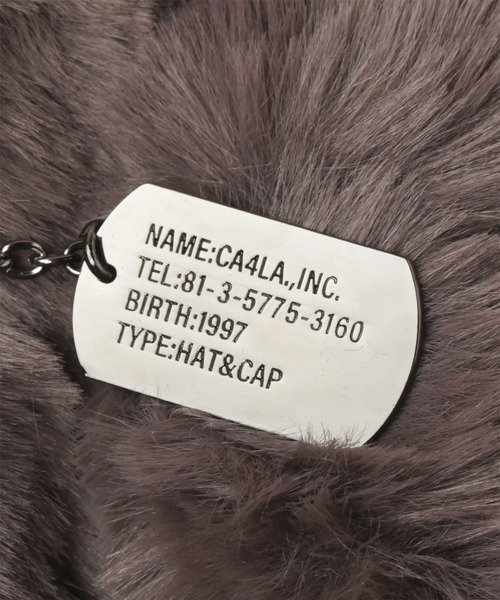 NAME:CA4LA.,INC.
TEL:81-3-5775-3160
BIRTH:1997
TYPE:HAT&CAP